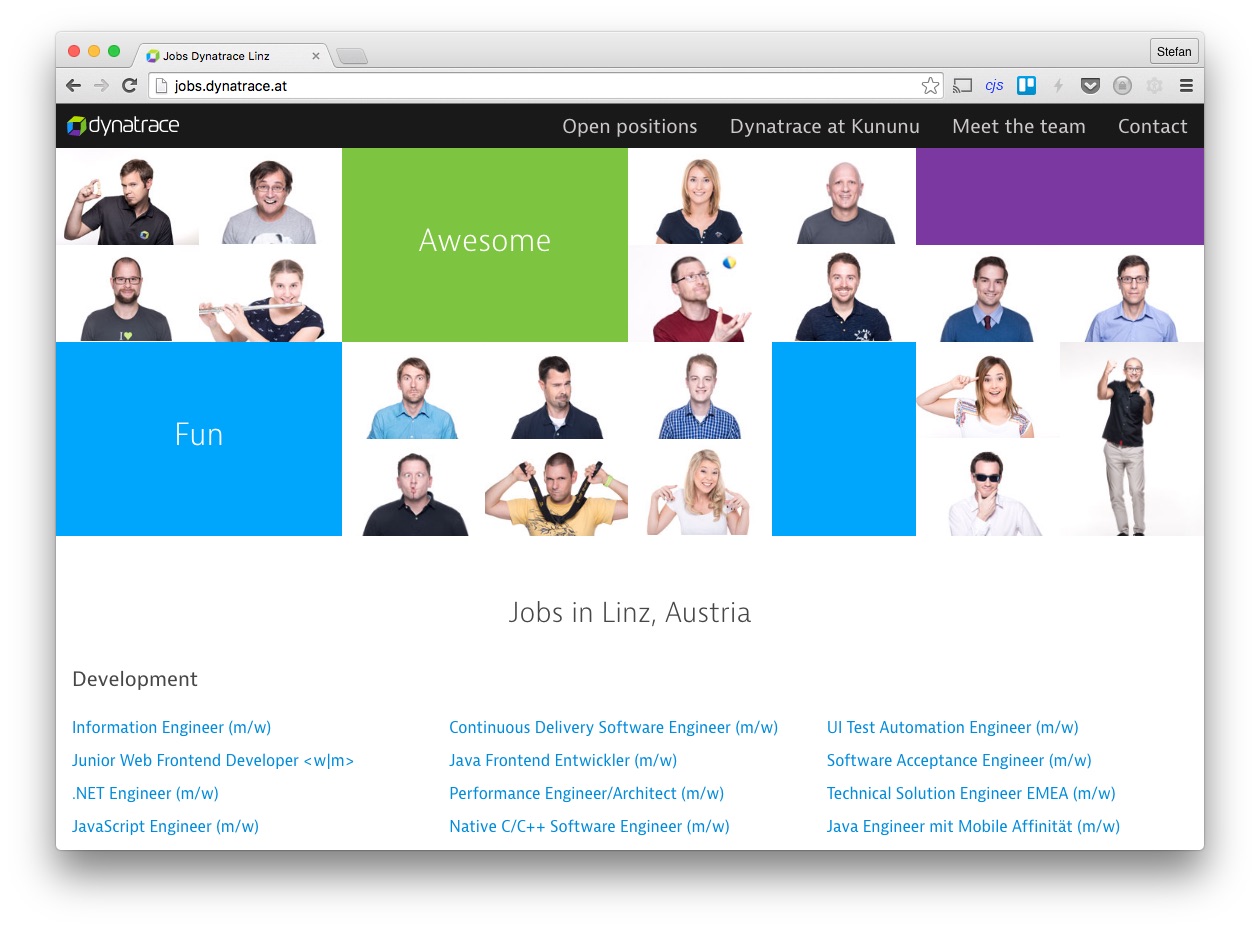 Jobs Dynatrace Linz
Stefan
jobs.dynatrace.at
cjs
dynatrace
Open positions
Dynatrace at Kununu
Meet the team
Contact
Awesome
Fun
I
Jobs in Linz, Austria
Development
Information Engineer (m/w)
Continuous Delivery Software Engineer (m/w)
UI Test Automation Engineer (m/w)
Junior Web Frontend Developer <w|m>
Java Frontend Entwickler (m/w)
Software Acceptance Engineer (m/w)
.NET Engineer (m/w)
Performance Engineer/Architect (m/w)
Technical Solution Engineer EMEA (m/w)
JavaScript Engineer (m/w)
Native C/C++ Software Engineer (m/w)
Java Engineer mit Mobile Affinität (m/w)